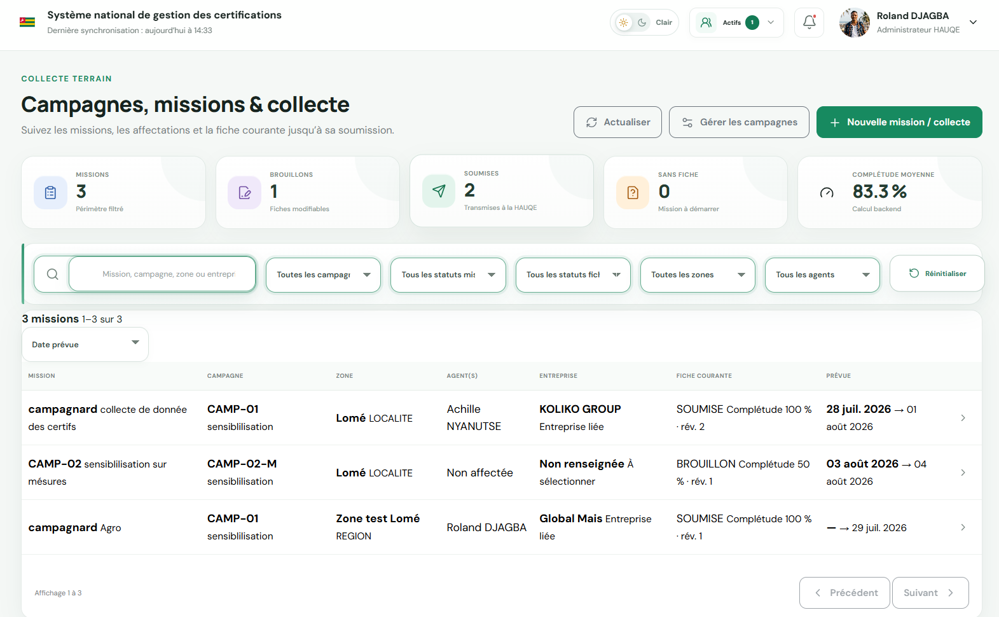 Système national de gestion des certifications
Dernière synchronisation : aujourd’hui à 14:33
Clair
Actifs 1
Roland DJAGBA
Administrateur HAUQE
COLLECTE TERRAIN
Campagnes, missions & collecte
Suivez les missions, les affectations et la fiche courante jusqu’à sa soumission.
Actualiser
Gérer les campagnes
Nouvelle mission / collecte
MISSIONS
3
Périmètre filtré
BROUILLONS
1
Fiches modifiables
SOUMISES
2
Transmises à la HAUQE
SANS FICHE
0
Mission à démarrer
COMPLÉTUDE MOYENNE
83.3 %
Calcul backend
Mission, campagne, zone ou entrepr
Toutes les campagn
Tous les statuts mis
Tous les statuts fich
Toutes les zones
Tous les agents
Réinitialiser
3 missions 1–3 sur 3
Date prévue
MISSION CAMPAGNE ZONE AGENT(S) ENTREPRISE FICHE COURANTE PRÉVUE
campagnard collecte de donnée
des certifs
CAMP-01
sensiblilisation
Lomé LOCALITE
Achille
NYANUTSE
KOLIKO GROUP
Entreprise liée
SOUMISE Complétude 100 %
· rév. 2
28 juil. 2026 → 01
août 2026
CAMP-02 sensiblilisation sur
mésures
CAMP-02-M
sensiblilisation
Lomé LOCALITE
Non affectée
Non renseignée À
sélectionner
BROUILLON Complétude 50
% · rév. 1
03 août 2026 → 04
août 2026
campagnard Agro
CAMP-01
sensiblilisation
Zone test Lomé
REGION
Roland DJAGBA
Global Mais Entreprise
liée
SOUMISE Complétude 100 %
· rév. 1
— → 29 juil. 2026
Affichage 1 à 3
Précédent
Suivant